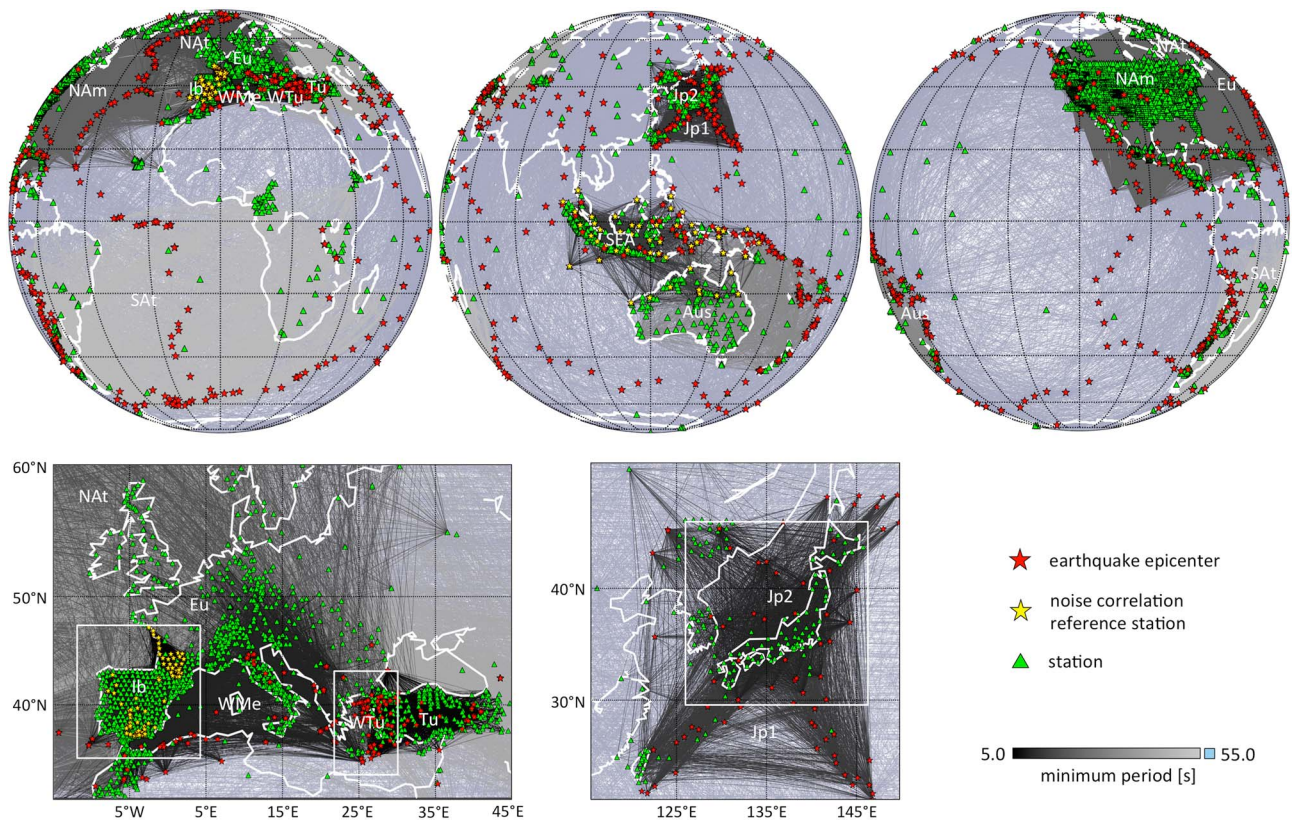 NAt
Eu
NAm
Ib
WMe
WTu
Tu
SAt
Jp2
Jp1
TSEA
Aus
NAt
NAm
Eu
SAt
Aus
60°N
50°N
40°N
NAt
Eu
Ib
WMe
WTu
Tu
5°W
5°E
15°E
25°E
35°E
45°E
40°N
30°N
Jp2
Jp1
125°E
135°E
145°E
earthquake epicenter
noise correlation
reference station
station
5.0
55.0
minimum period [s]